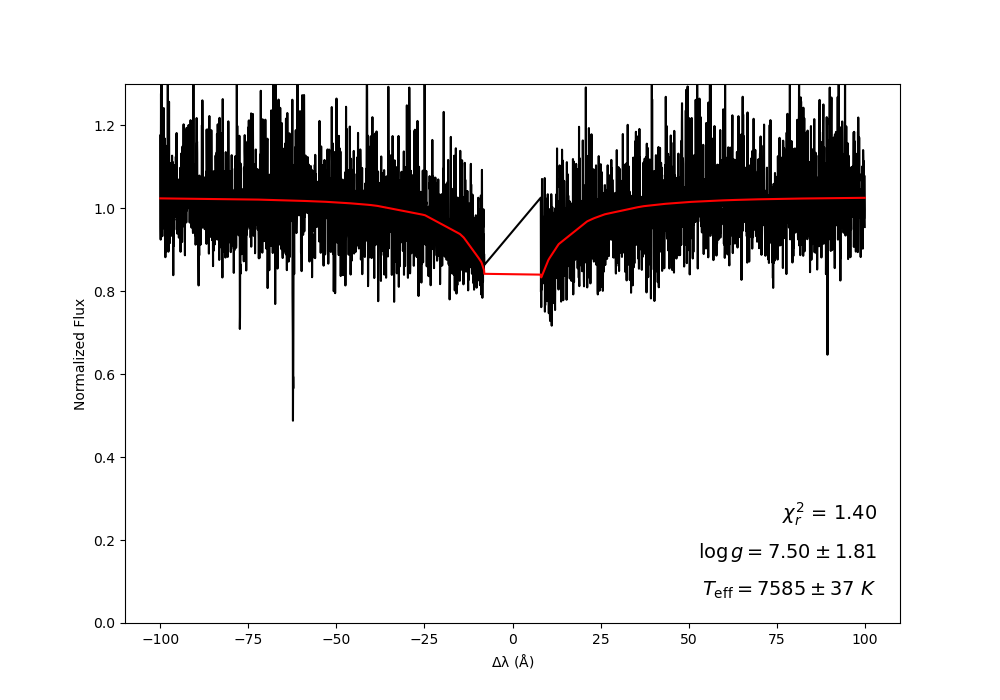 1.2
1.0
0.8
0.6
0.4
0.2
0.0
Normalized Flux
χ²ᵣ = 1.40
log g = 7.50 ± 1.81
T_eff = 7585 ± 37 K
−100 −75 −50 −25 0 25 50 75 100
Δλ (Å)